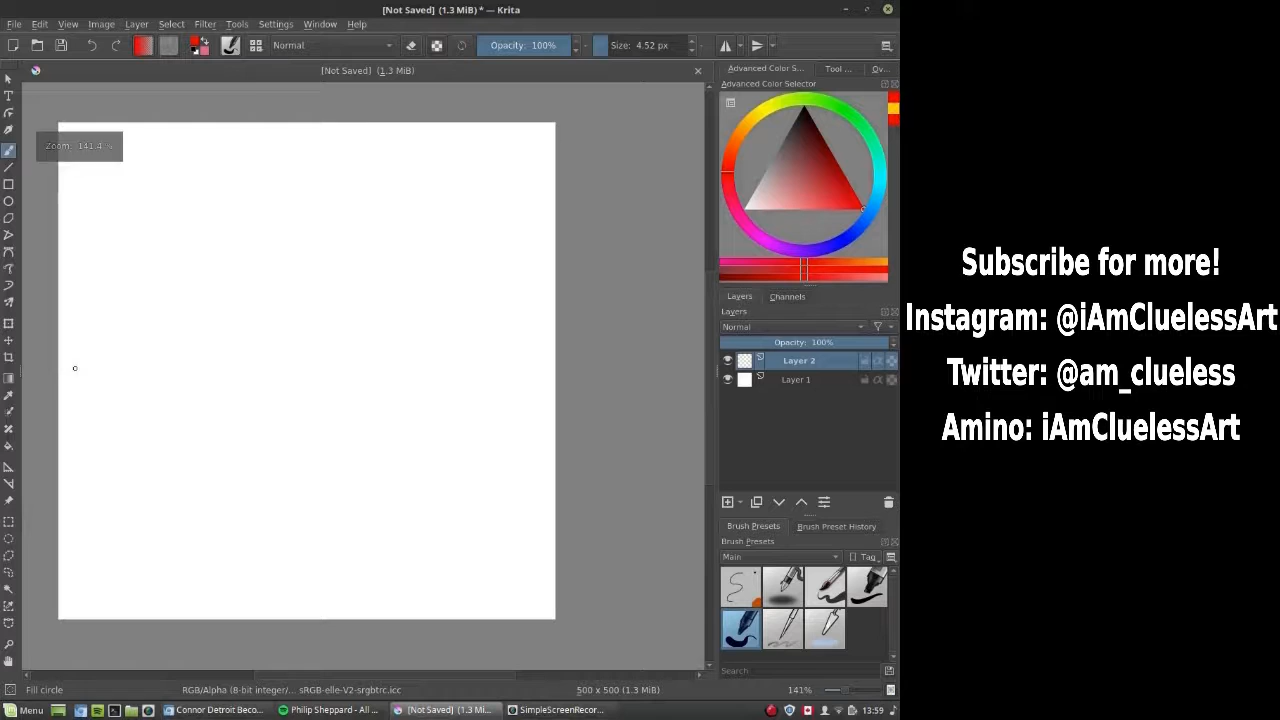 [Not Saved] (1.3 MiB) * — Krita
File Edit View Image Layer Select Filter Tools Settings Window Help
Normal Opacity: 100% Size: 4.52 px
[Not Saved] (1.3 MiB)
Advanced Color S... Tool ... Ov...
Advanced Color Selector
Zoom: 141.4 %
Subscribe for more!
Instagram: @iAmCluelessArt
Twitter: @am_clueless
Amino: iAmCluelessArt
Layers Channels
Layers
Normal
Opacity: 100%
Layer 2
Layer 1
Brush Presets Brush Preset History
Brush Presets
Main Tag
Search
Fill circle RGB/Alpha (8-bit integer/... sRGB-elle-V2-srgbtrc.icc 500 x 500 (1.3 MiB) 141%
Menu Connor Detroit Beco... Philip Sheppard - All ... [Not Saved] (1.3 Mi... SimpleScreenRecor... 13:59